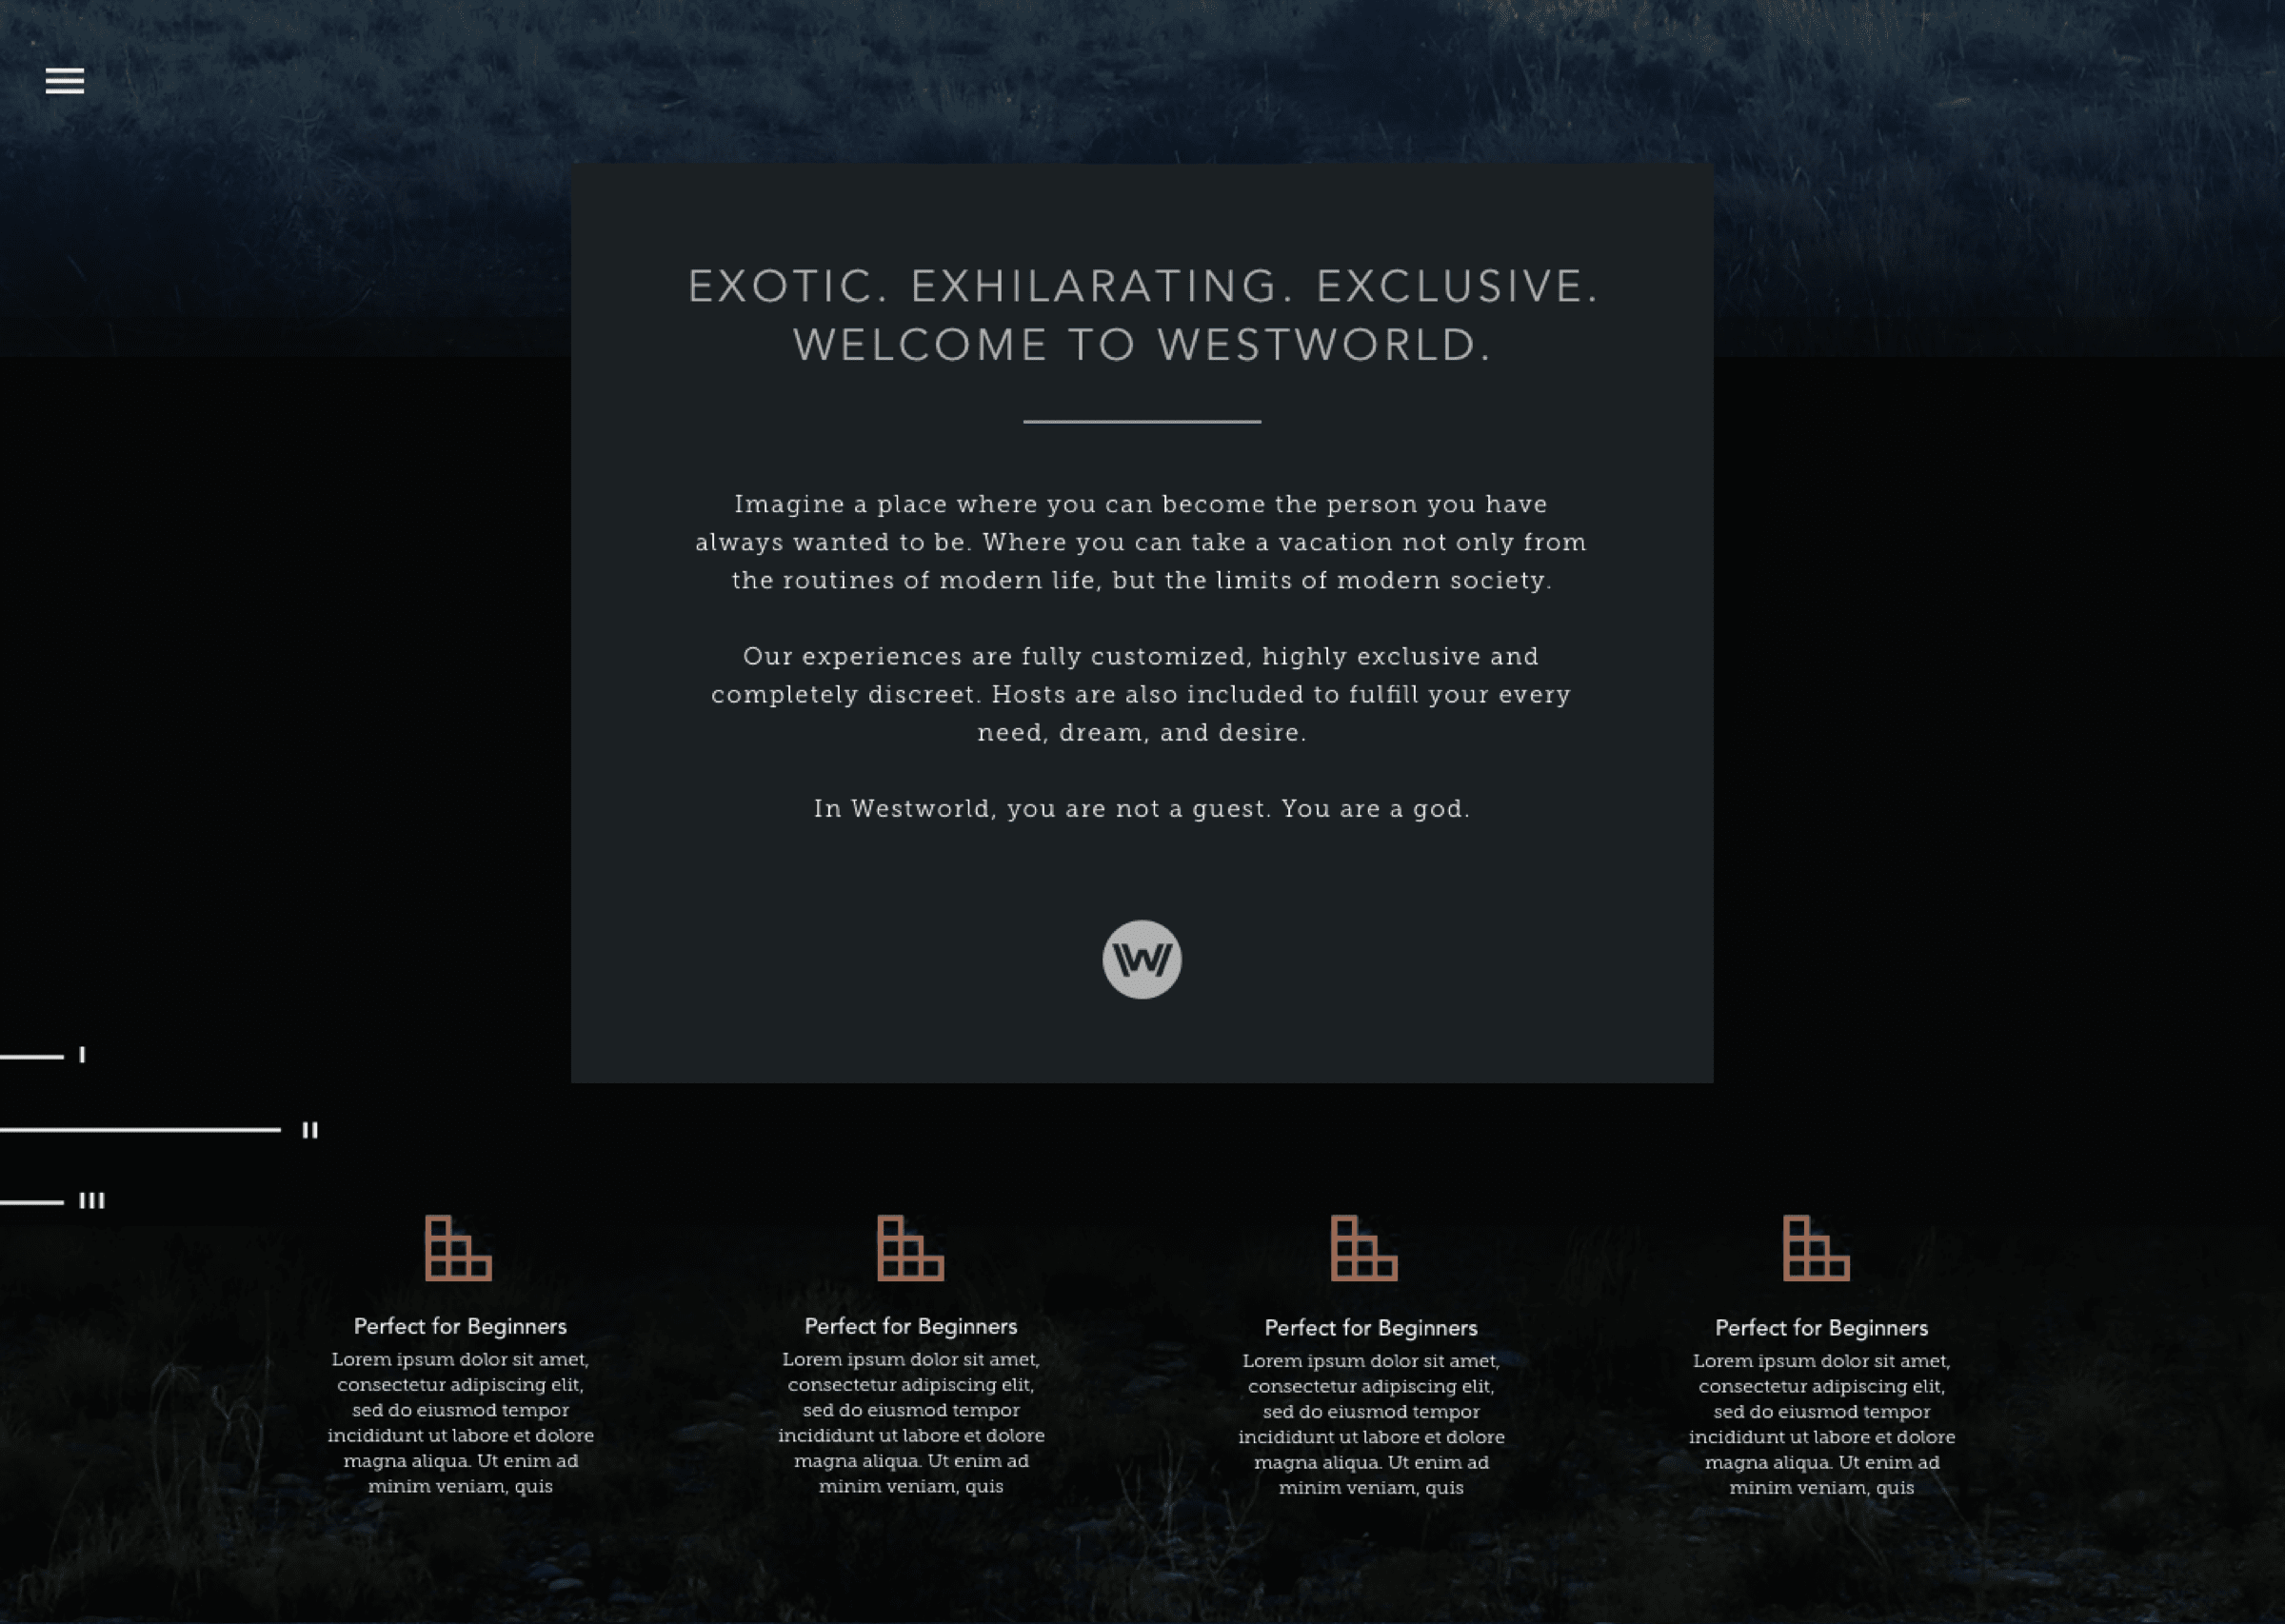 EXOTIC. EXHILARATING. EXCLUSIVE.
WELCOME TO WESTWORLD.
Imagine a place where you can become the person you have
always wanted to be. Where you can take a vacation not only from
the routines of modern life, but the limits of modern society.
Our experiences are fully customized, highly exclusive and
completely discreet. Hosts are also included to fulfill your every
need, dream, and desire.
In Westworld, you are not a guest. You are a god.
W
I
II
III
Perfect for Beginners
Lorem ipsum dolor sit amet,
consectetur adipiscing elit,
sed do eiusmod tempor
incididunt ut labore et dolore
magna aliqua. Ut enim ad
minim veniam, quis
Perfect for Beginners
Lorem ipsum dolor sit amet,
consectetur adipiscing elit,
sed do eiusmod tempor
incididunt ut labore et dolore
magna aliqua. Ut enim ad
minim veniam, quis
Perfect for Beginners
Lorem ipsum dolor sit amet,
consectetur adipiscing elit,
sed do eiusmod tempor
incididunt ut labore et dolore
magna aliqua. Ut enim ad
minim veniam, quis
Perfect for Beginners
Lorem ipsum dolor sit amet,
consectetur adipiscing elit,
sed do eiusmod tempor
incididunt ut labore et dolore
magna aliqua. Ut enim ad
minim veniam, quis